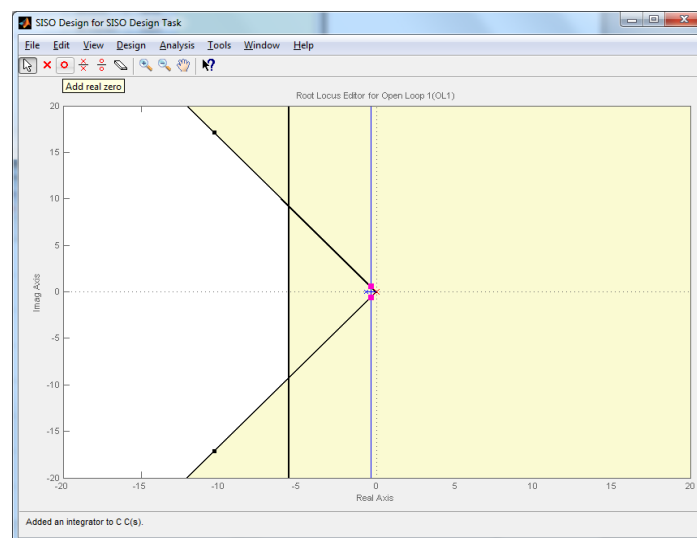 SISO Design for SISO Design Task
File Edit View Design Analysis Tools Window Help
Add real zero
Root Locus Editor for Open Loop 1(OL1)
20
15
10
5
0
-5
-10
-15
-20
Imag Axis
-20 -15 -10 -5 0 5 10 15 20
Real Axis
Added an integrator to C C(s).